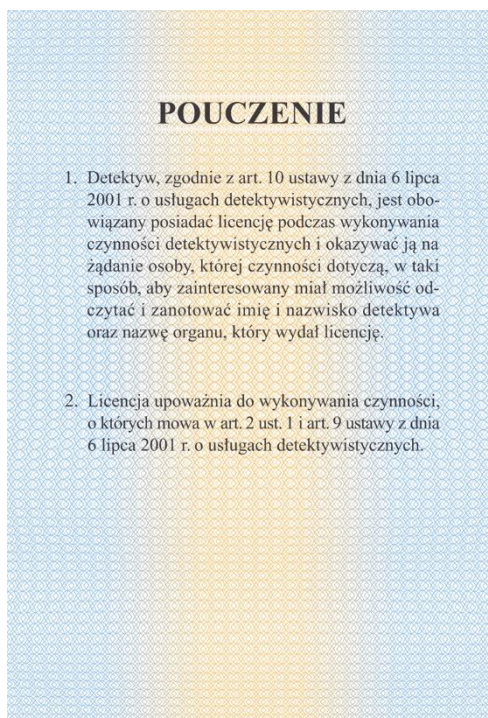 POUCZENIE
1. Detektyw, zgodnie z art. 10 ustawy z dnia 6 lipca
2001 r. o usługach detektywistycznych, jest obo-
wiązany posiadać licencję podczas wykonywania
czynności detektywistycznych i okazywać ją na
żądanie osoby, której czynności dotyczą, w taki
sposób, aby zainteresowany miał możliwość od-
czytać i zanotować imię i nazwisko detektywa
oraz nazwę organu, który wydał licencję.
2. Licencja upoważnia do wykonywania czynności,
o których mowa w art. 2 ust. 1 i art. 9 ustawy z dnia
6 lipca 2001 r. o usługach detektywistycznych.